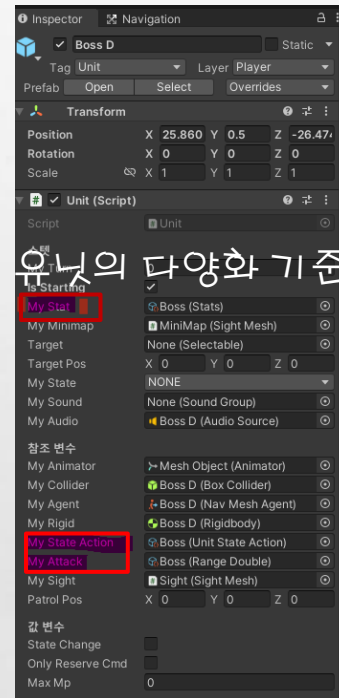 Inspector Navigation
Boss D Static
Tag Unit Layer Player
Prefab Open Select Overrides
Transform
Position X 25.860 Y 0.5 Z -26.474
Rotation X 0 Y 0 Z 0
Scale X 1 Y 1 Z 1
# Unit (Script)
Script Unit
스텟
유닛의 다양화 기준
My Turn 0
Is Starting
My Stat Boss (Stats)
My Minimap MiniMap (Sight Mesh)
Target None (Selectable)
Target Pos X 0 Y 0 Z 0
My State NONE
My Sound None (Sound Group)
My Audio Boss D (Audio Source)
참조 변수
My Animator Mesh Object (Animator)
My Collider Boss D (Box Collider)
My Agent Boss D (Nav Mesh Agent)
My Rigid Boss D (Rigidbody)
My State Action Boss (Unit State Action)
My Attack Boss (Range Double)
My Sight Sight (Sight Mesh)
Patrol Pos X 0 Y 0 Z 0
값 변수
State Change
Only Reserve Cmd
Max Mp 0